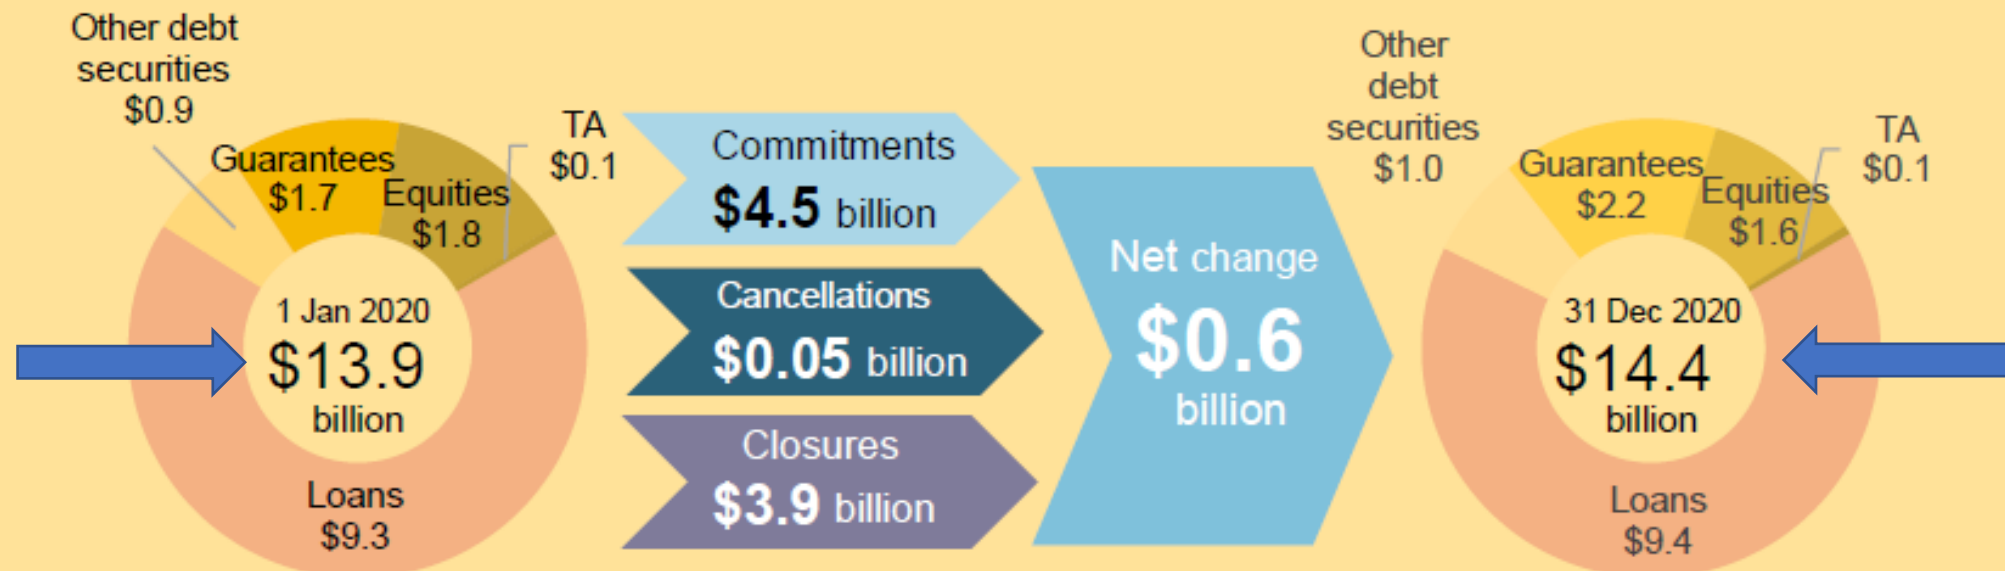 Other debt
securities
$0.9
Guarantees
$1.7
Equities
$1.8
TA
$0.1
1 Jan 2020
$13.9
billion
Loans
$9.3
Commitments
$4.5 billion
Cancellations
$0.05 billion
Closures
$3.9 billion
Net change
$0.6
billion
Other
debt
securities
$1.0
Guarantees
$2.2
Equities
$1.6
TA
$0.1
31 Dec 2020
$14.4
billion
Loans
$9.4